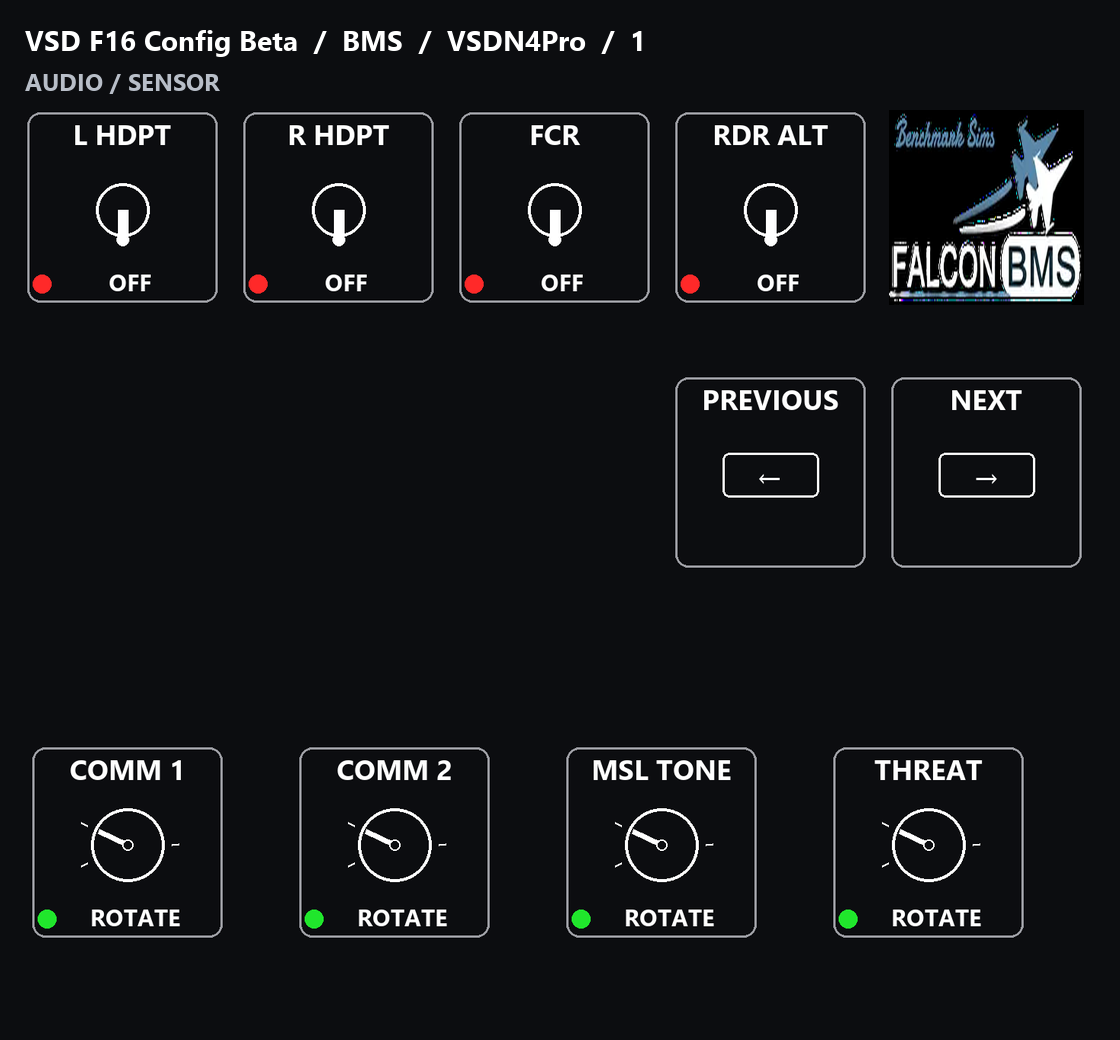 VSD F16 Config Beta / BMS / VSDN4Pro / 1
AUDIO / SENSOR
L HDPT
R HDPT
FCR
RDR ALT
Benchmark Sims
OFF
OFF
OFF
OFF
FALCON BMS
PREVIOUS
NEXT
←
→
COMM 1
COMM 2
MSL TONE
THREAT
ROTATE
ROTATE
ROTATE
ROTATE